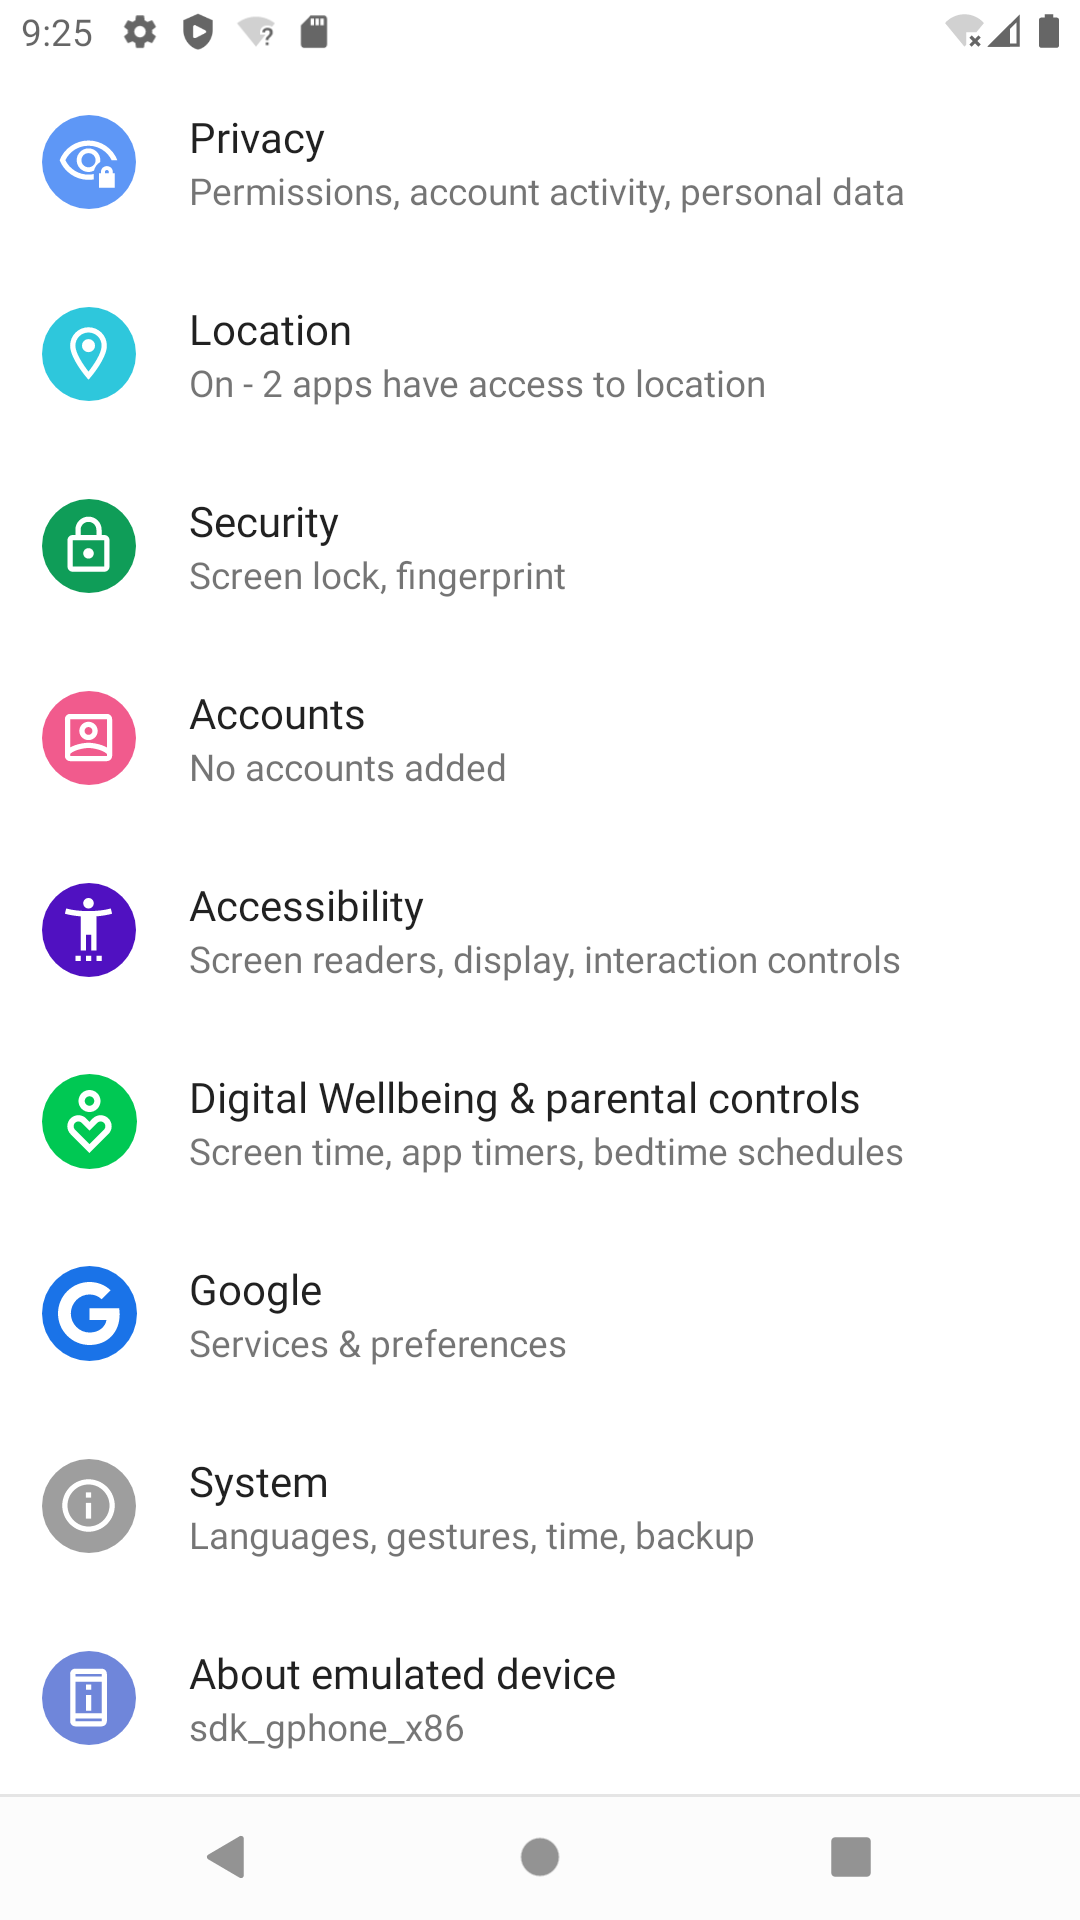 9:25
Privacy
Permissions, account activity, personal data
Location
On - 2 apps have access to location
Security
Screen lock, fingerprint
Accounts
No accounts added
Accessibility
Screen readers, display, interaction controls
Digital Wellbeing & parental controls
Screen time, app timers, bedtime schedules
Google
Services & preferences
System
Languages, gestures, time, backup
About emulated device
sdk_gphone_x86